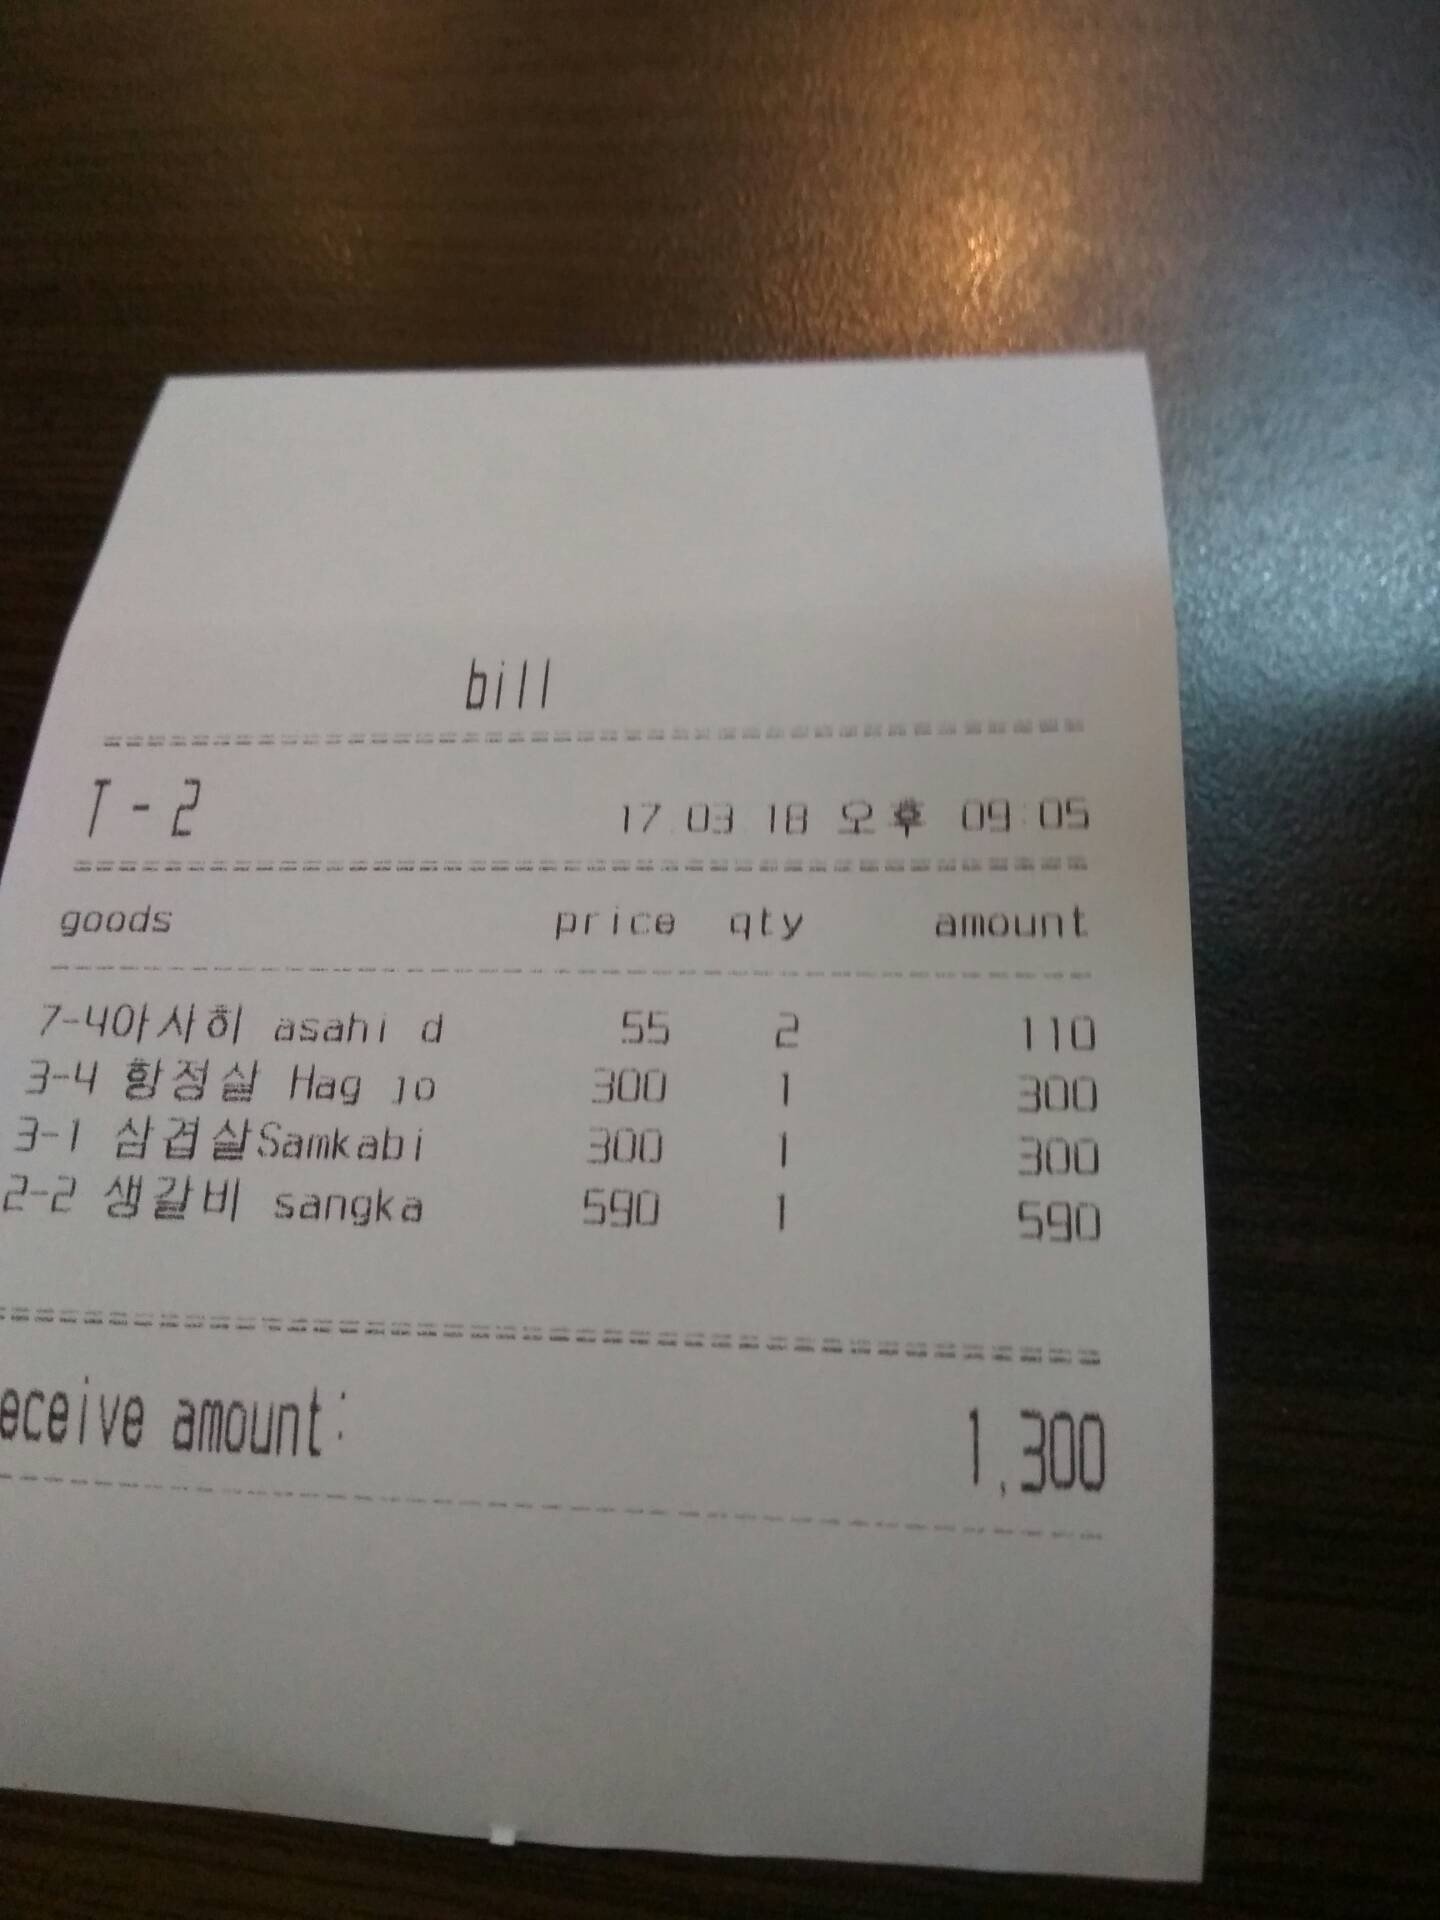 bill
T - 2 17.03.18 오후 09:05
goods price qty amount
7-4아사히 asahi d 55 2 110
3-4 항정살 Hag jo 300 1 300
3-1 삼겹살Samkabi 300 1 300
2-2 생갈비 sangka 590 1 590
eceive amount: 1,300